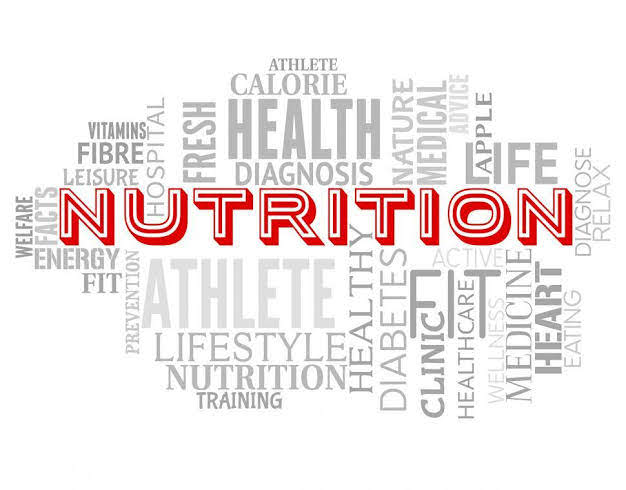 ATHLETE
CALORIE
HEALTH
DIAGNOSIS
VITAMINS
FIBRE
LEISURE
HOSPITAL
FRESH
NATURE
MEDICAL
ADVICE
APPLE
LIFE
DIAGNOSE
RELAX
WELFARE
FACTS
NUTRITION
ENERGY
FIT
PREVENTION
ATHLETE
LIFESTYLE
NUTRITION
TRAINING
HEALTHY
DIABETES
ACTIVE
FIT
CLINIC
HEALTHCARE
WELLNESS
MEDICINE
HEART
EATING